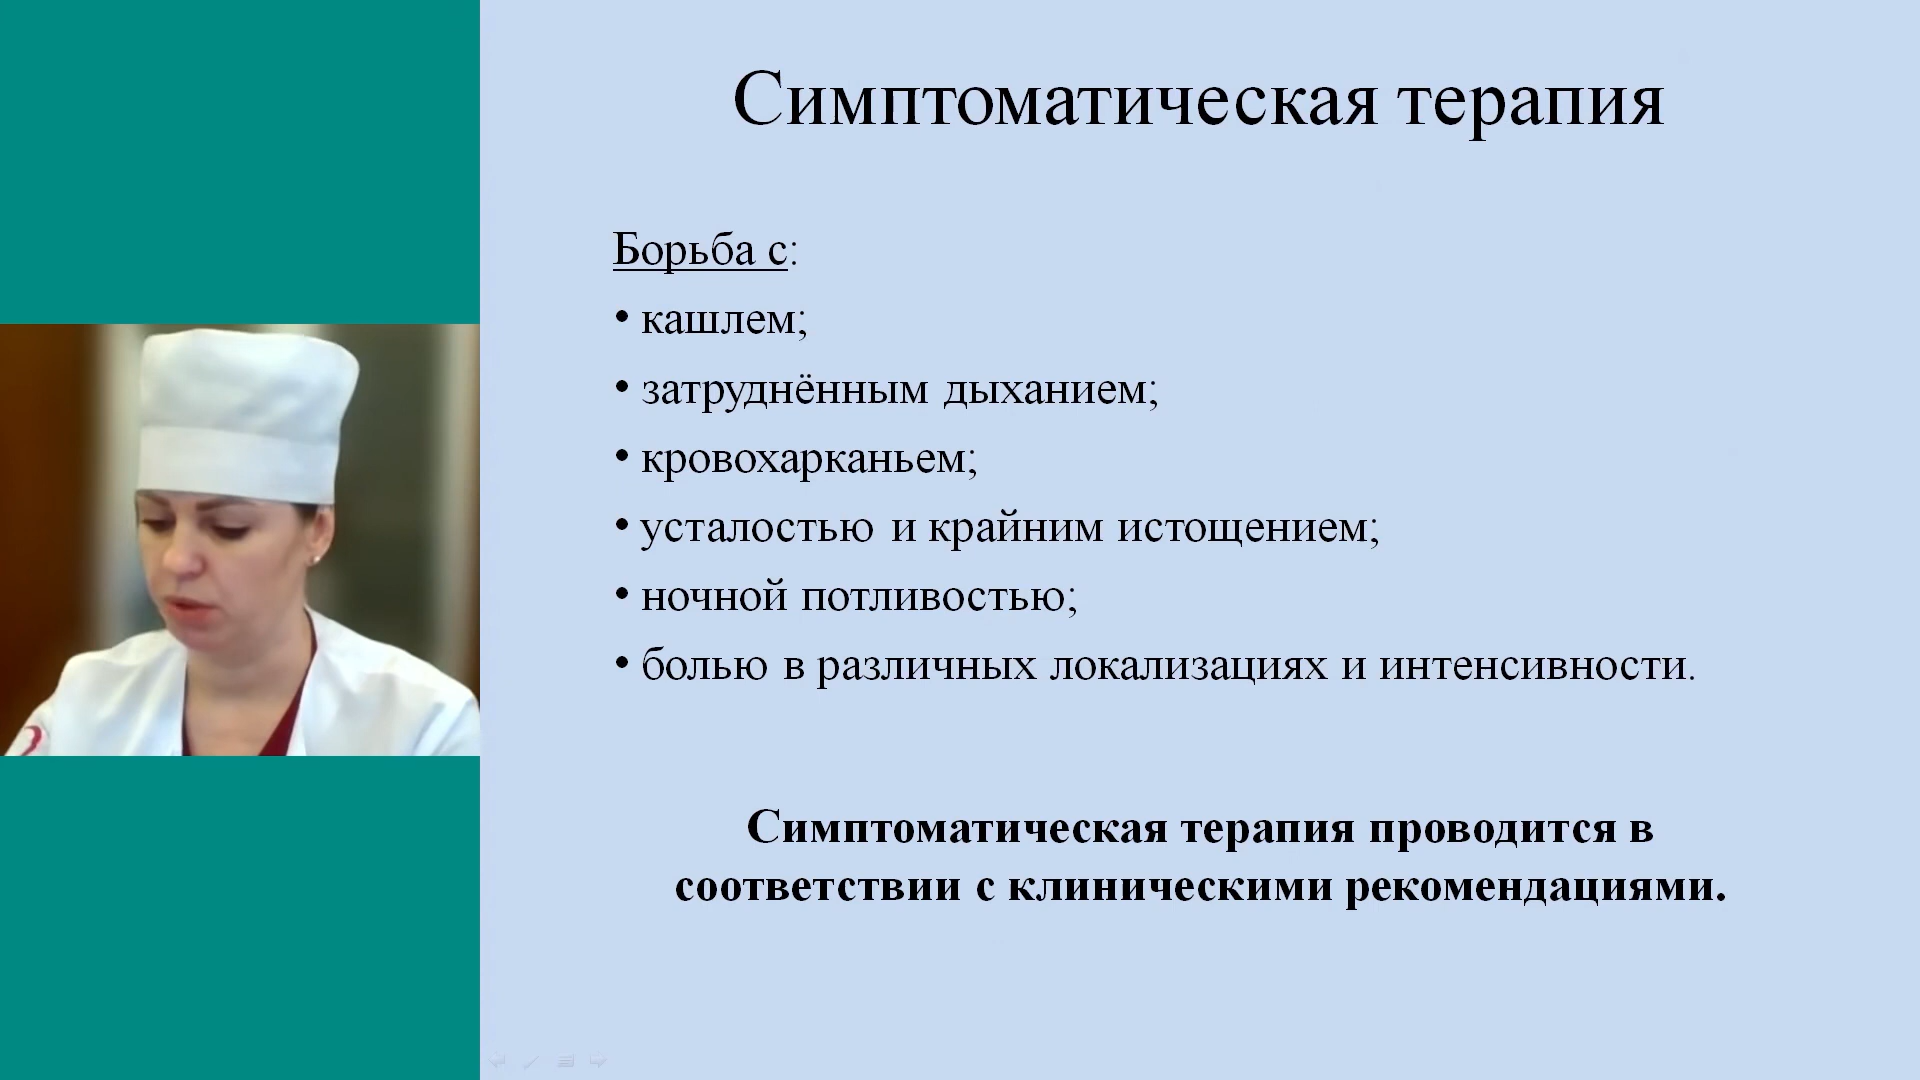 Симптоматическая терапия
Борьба с:
• кашлем;
• затруднённым дыханием;
• кровохарканьем;
• усталостью и крайним истощением;
• ночной потливостью;
• болью в различных локализациях и интенсивности.
Симптоматическая терапия проводится в
соответствии с клиническими рекомендациями.